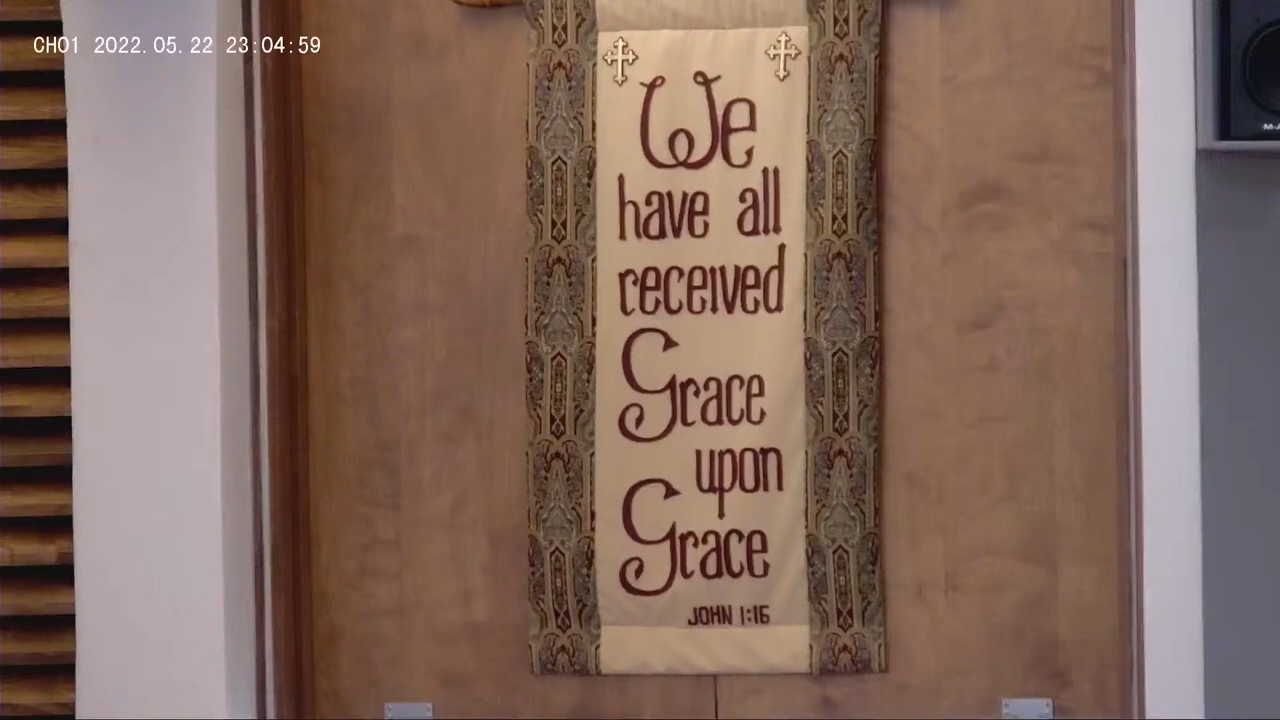 CH01 2022.05.22 23:04:59
We
have all
received
Grace
upon
Grace
JOHN 1:16